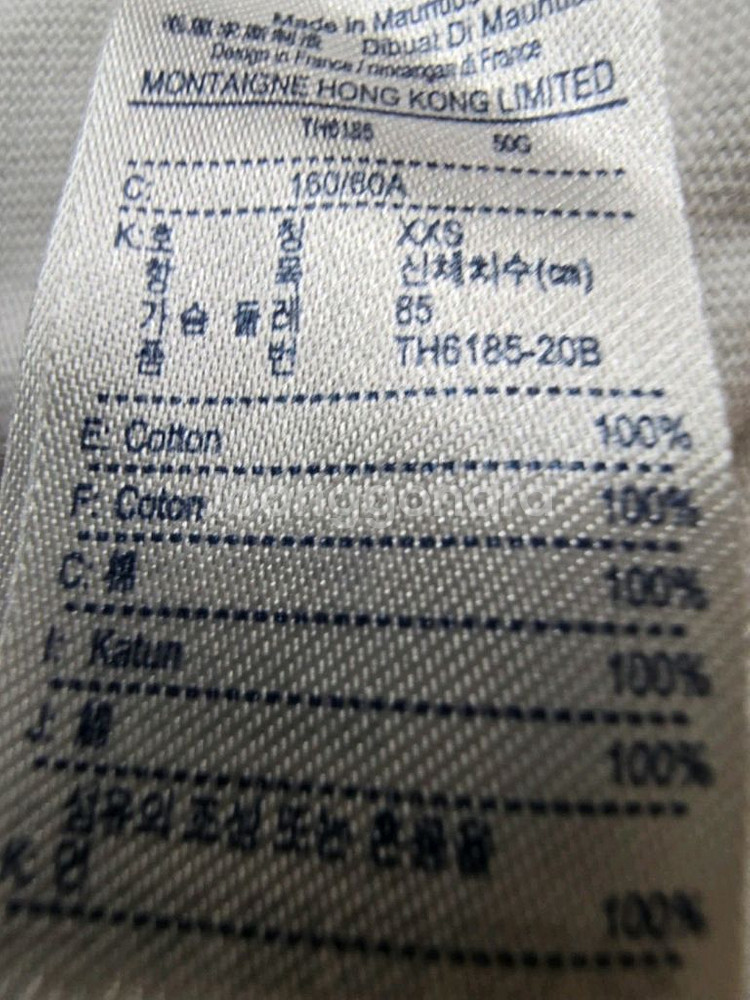 Made in Mauritius
Dibuat Di Mauritius
Design in France / rancangan di France
MONTAIGNE HONG KONG LIMITED
TH6185 50G
C: 160/80A
K: 호 칭 XXS
항 목 신체치수(cm)
가 슴 둘 레 85
품 번 TH6185-20B
E: Cotton 100%
F: Coton 100%
C: 棉 100%
I: Katun 100%
J: 綿 100%
섬유의 조성 또는 혼용율
K: 면 100%
wonggonara